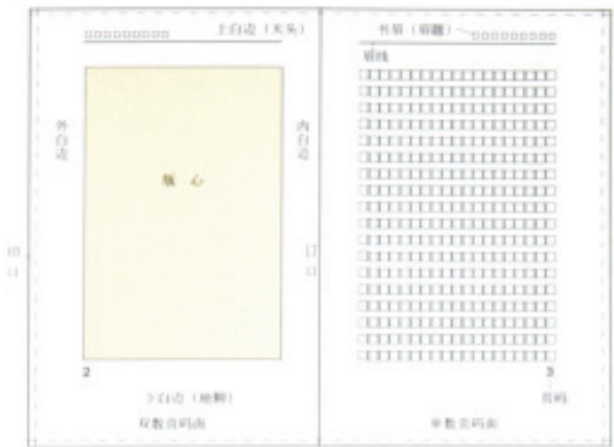 上白边（天头）
外白边
内白边
版 心
切口
订口
2
下白边（地脚）
双数页码面
书眉（眉题）
眉线
3
页码
单数页码面